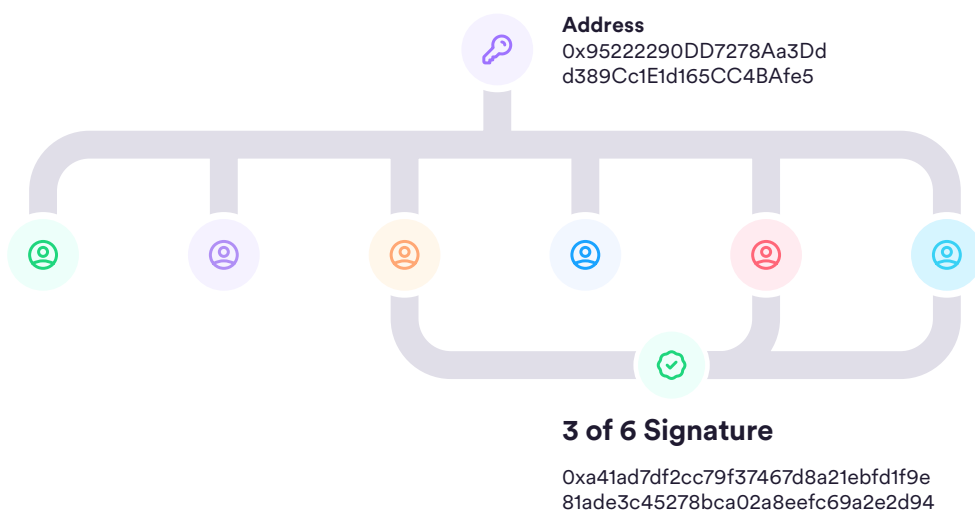 Address
0x95222290DD7278Aa3Dd
d389Cc1E1d165CC4BAfe5
3 of 6 Signature
0xa41ad7df2cc79f37467d8a21ebfd1f9e
81ade3c45278bca02a8eefc69a2e2d94